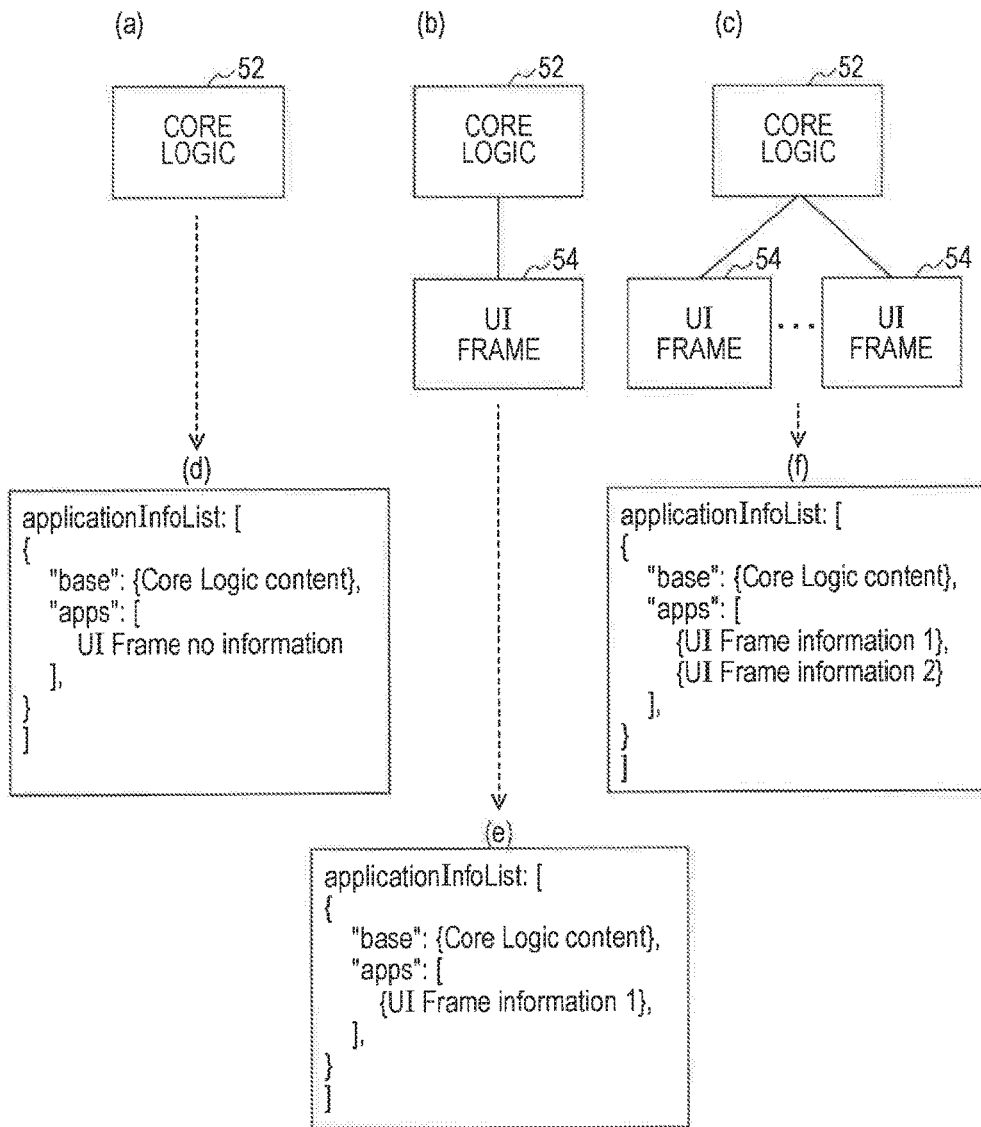 (a) (b) (c)
52 52 52
CORE LOGIC
CORE LOGIC
CORE LOGIC
54 54
UI FRAME
UI FRAME
...
UI FRAME
(d)
applicationInfoList: [
{
"base": {Core Logic content},
"apps": [
UI Frame no information
],
}
]
(f)
applicationInfoList: [
{
"base": {Core Logic content},
"apps": [
{UI Frame information 1},
{UI Frame information 2}
],
}
]
(e)
applicationInfoList: [
{
"base": {Core Logic content},
"apps": [
{UI Frame information 1},
],
}
]